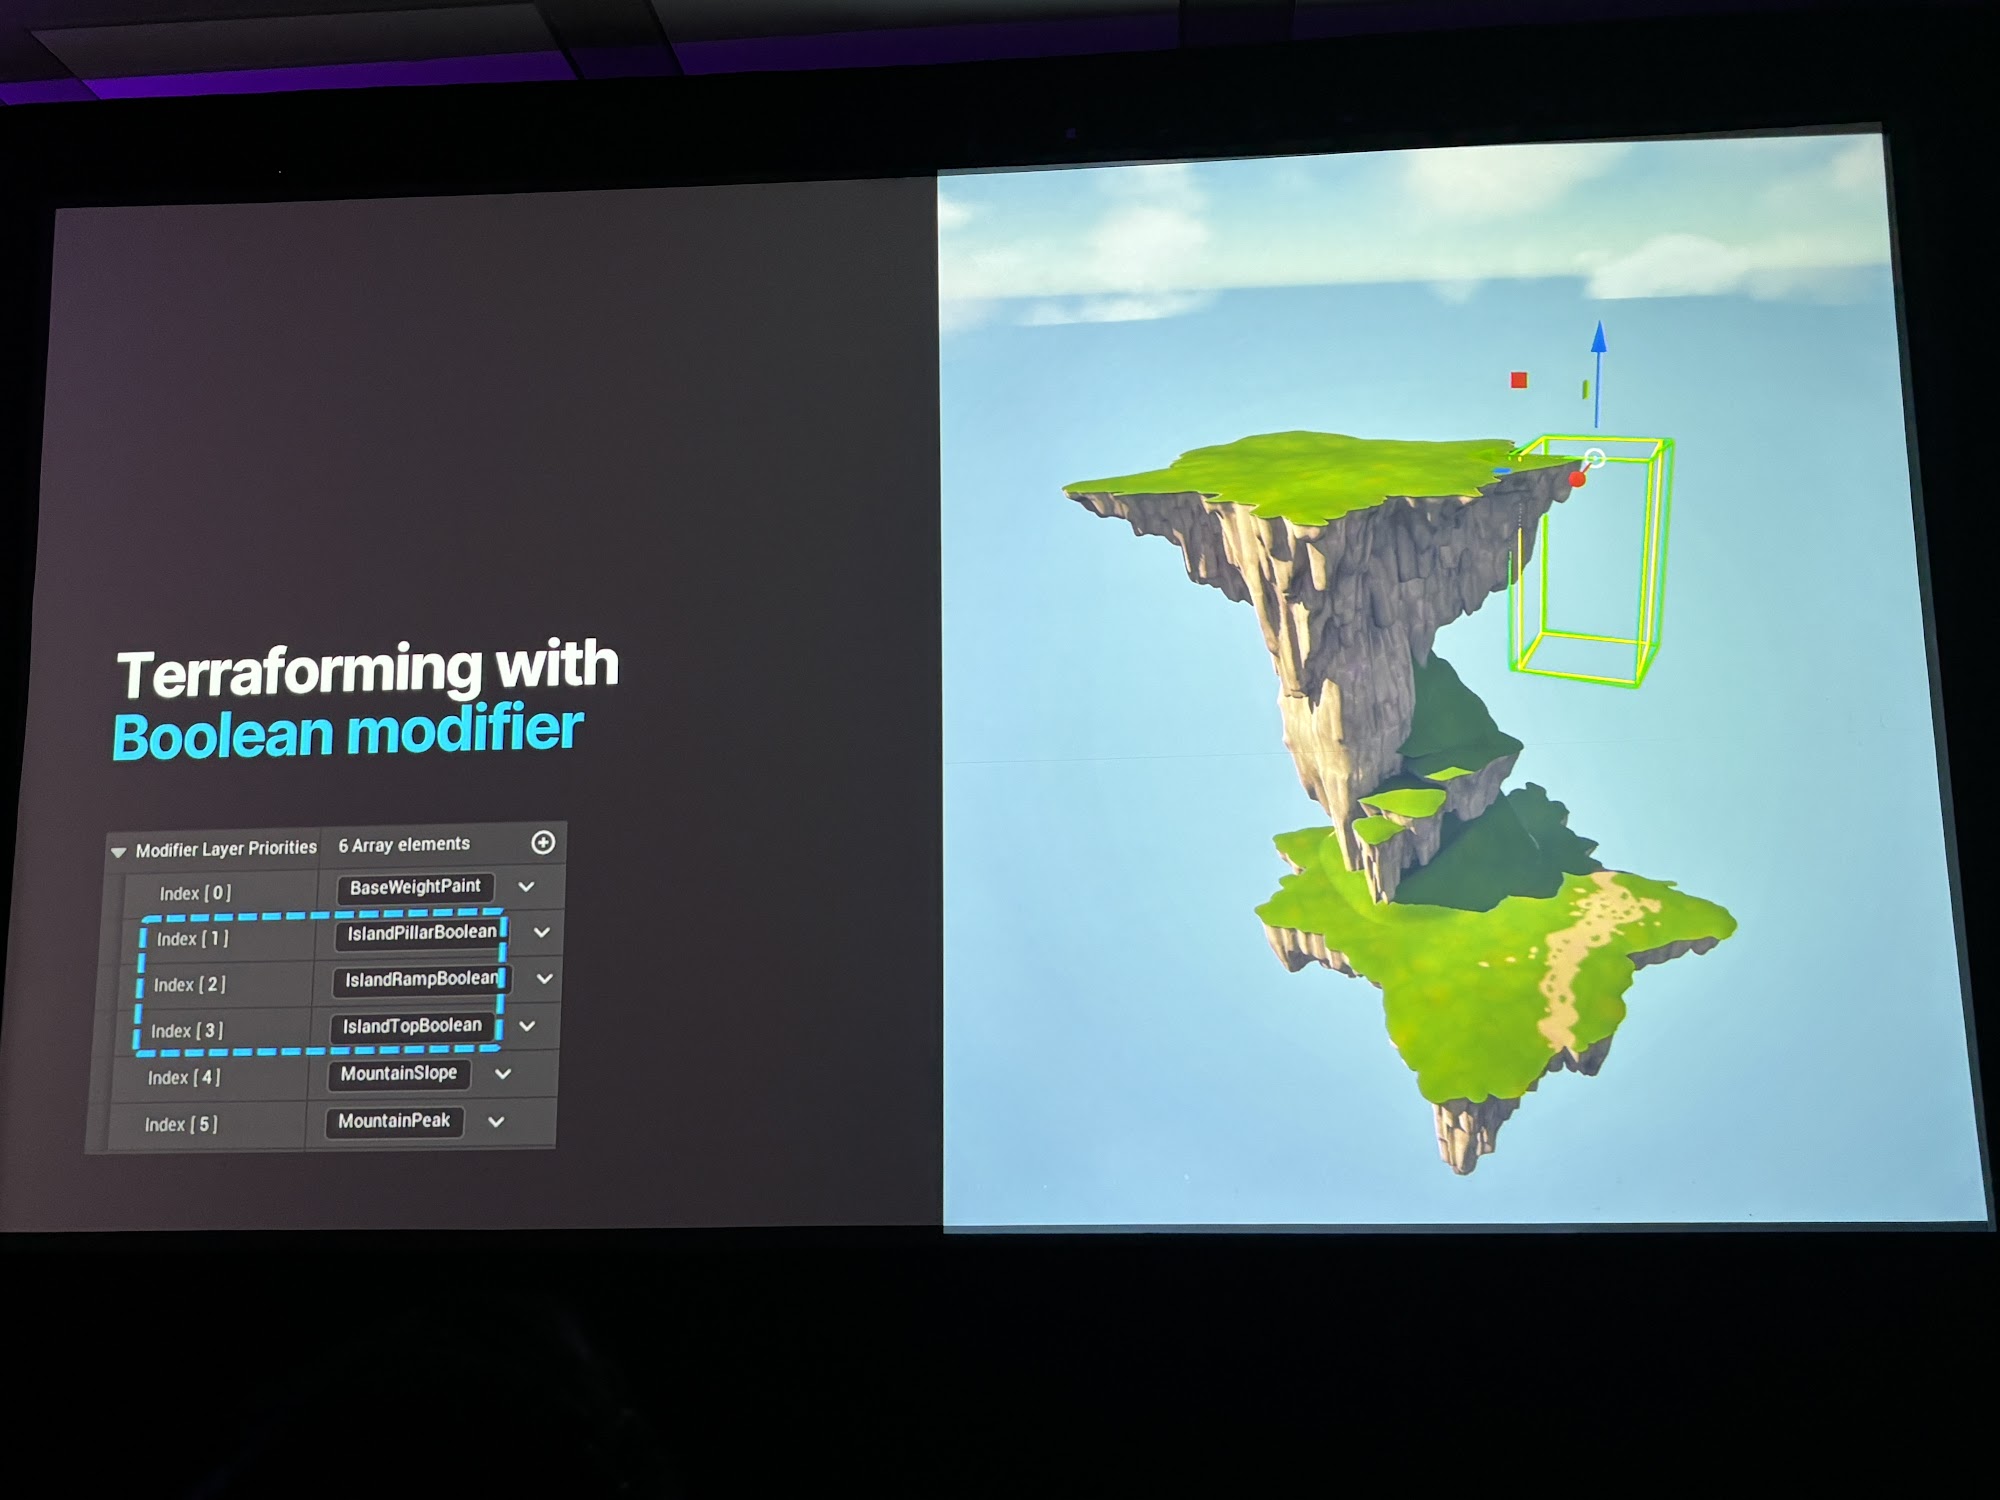 Terraforming with
Boolean modifier
Modifier Layer Priorities 6 Array elements
Index [ 0 ] BaseWeightPaint
Index [ 1 ] IslandPillarBoolean
Index [ 2 ] IslandRampBoolean
Index [ 3 ] IslandTopBoolean
Index [ 4 ] MountainSlope
Index [ 5 ] MountainPeak